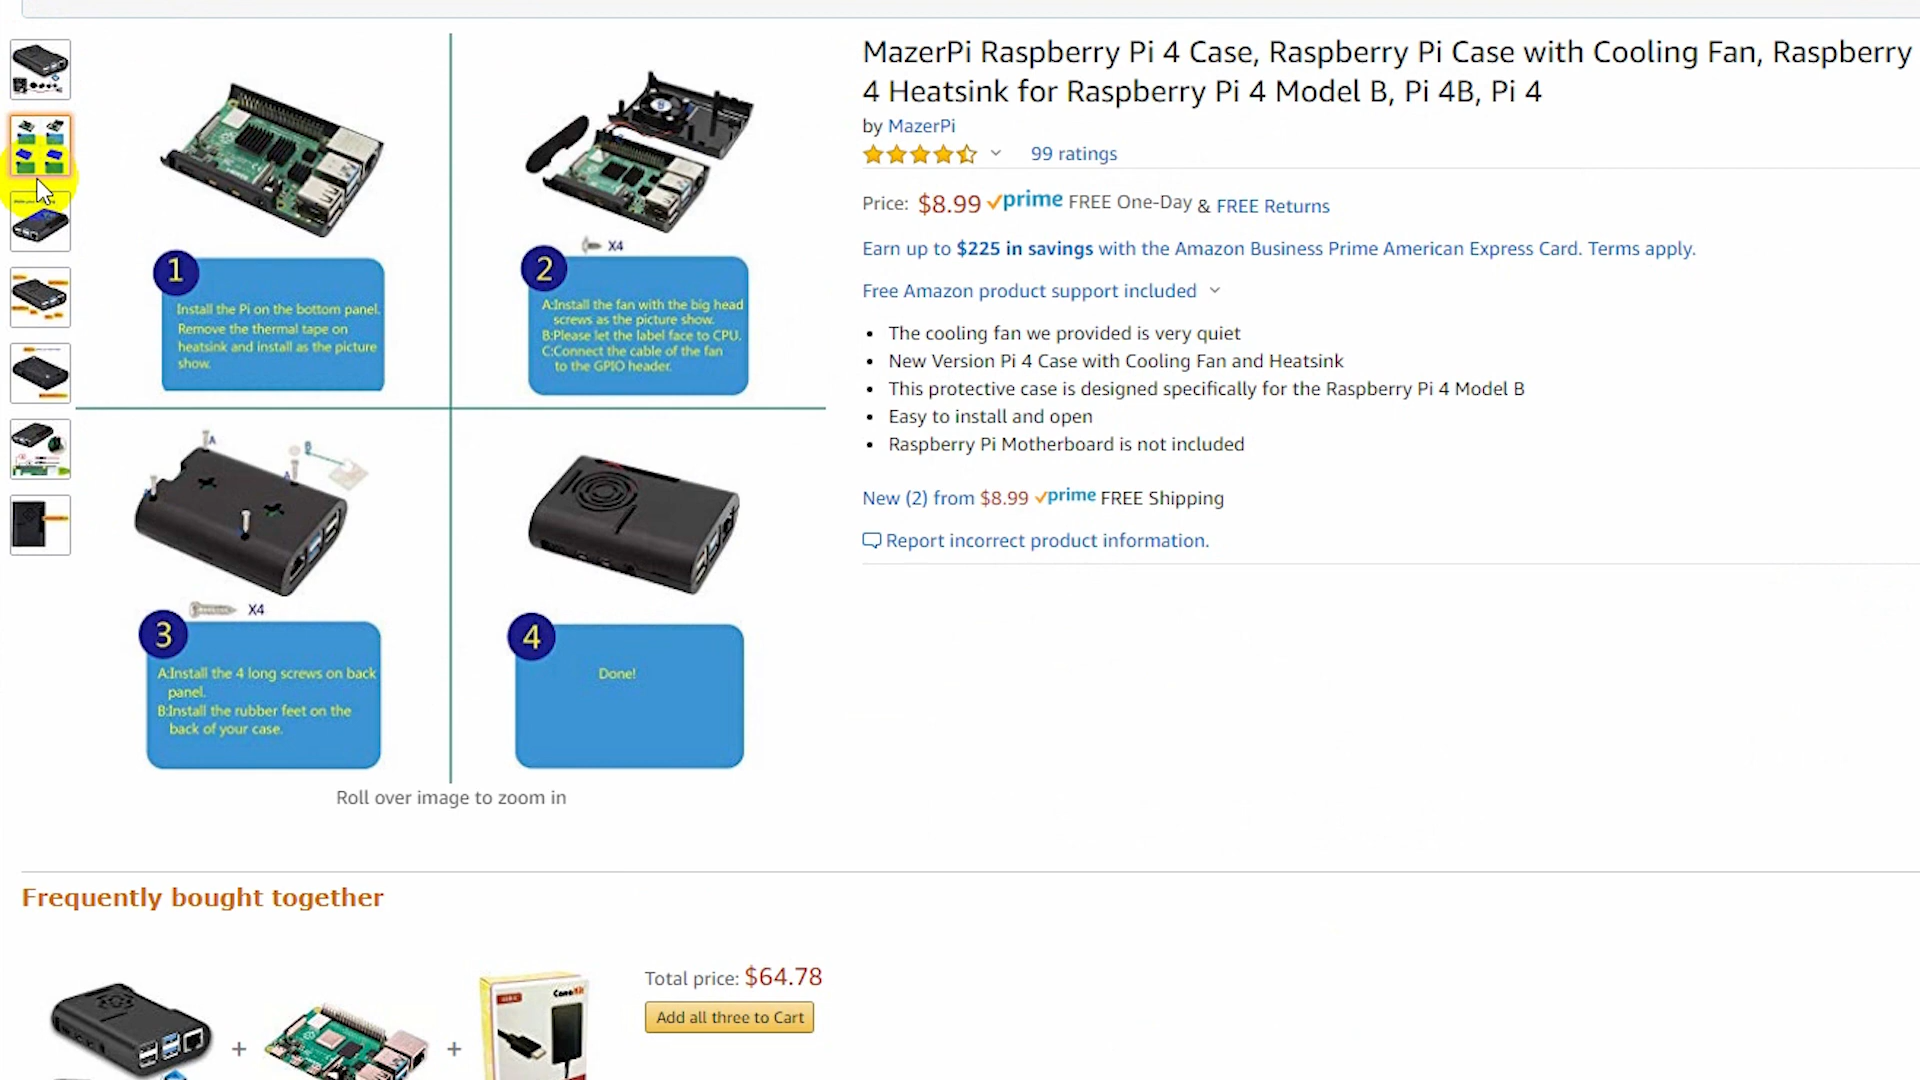 MazerPi Raspberry Pi 4 Case, Raspberry Pi Case with Cooling Fan, Raspberry
4 Heatsink for Raspberry Pi 4 Model B, Pi 4B, Pi 4
by MazerPi
99 ratings
Price: $8.99 prime FREE One-Day & FREE Returns
Earn up to $225 in savings with the Amazon Business Prime American Express Card. Terms apply.
Free Amazon product support included
• The cooling fan we provided is very quiet
• New Version Pi 4 Case with Cooling Fan and Heatsink
• This protective case is designed specifically for the Raspberry Pi 4 Model B
• Easy to install and open
• Raspberry Pi Motherboard is not included
New (2) from $8.99 prime FREE Shipping
Report incorrect product information.
1
Install the Pi on the bottom panel.
Remove the thermal tape on
heatsink and install as the picture
show.
X4
2
A:Install the fan with the big head
screws as the picture show.
B:Please let the label face to CPU.
C:Connect the cable of the fan
to the GPIO header.
A
B
A
X4
3
A:Install the 4 long screws on back
panel.
B:Install the rubber feet on the
back of your case.
4
Done!
Roll over image to zoom in
Frequently bought together
+
+
CanaKit
Total price: $64.78
Add all three to Cart